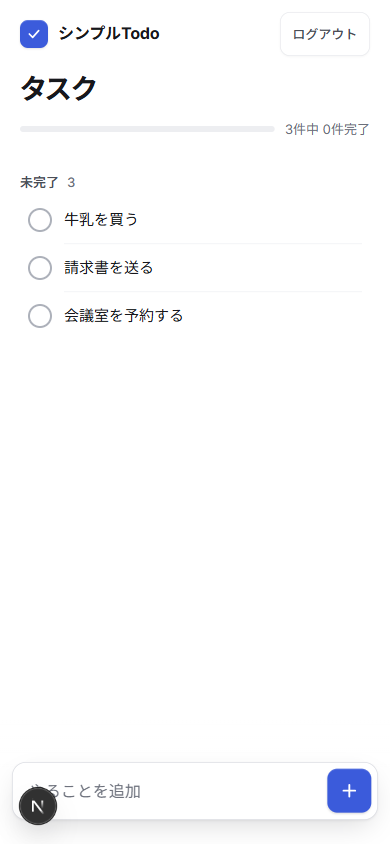 シンプルTodo
ログアウト
タスク
3件中 0件完了
未完了 3
牛乳を買う
請求書を送る
会議室を予約する
ることを追加
N